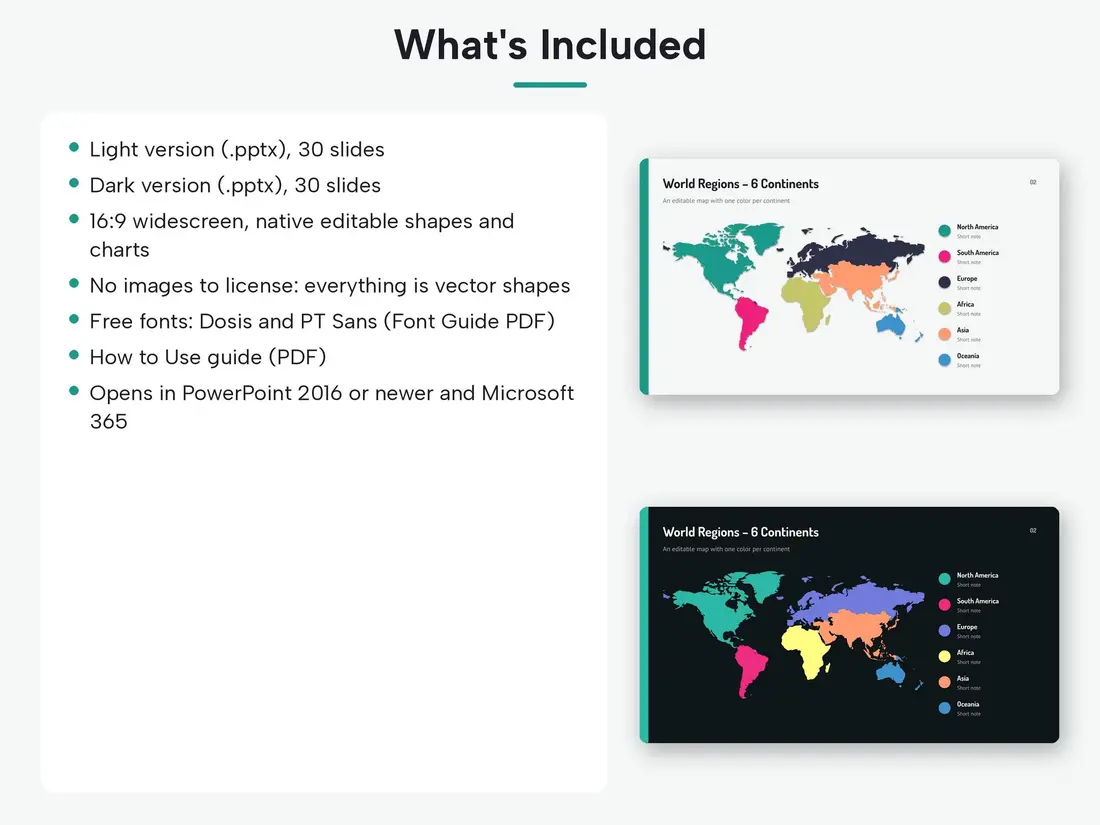 What's Included
Light version (.pptx), 30 slides
Dark version (.pptx), 30 slides
16:9 widescreen, native editable shapes and
charts
No images to license: everything is vector shapes
Free fonts: Dosis and PT Sans (Font Guide PDF)
How to Use guide (PDF)
Opens in PowerPoint 2016 or newer and Microsoft
365
World Regions – 6 Continents
02
An editable map with one color per continent
North America
Short note
South America
Short note
Europe
Short note
Africa
Short note
Asia
Short note
Oceania
Short note
World Regions – 6 Continents
02
An editable map with one color per continent
North America
Short note
South America
Short note
Europe
Short note
Africa
Short note
Asia
Short note
Oceania
Short note